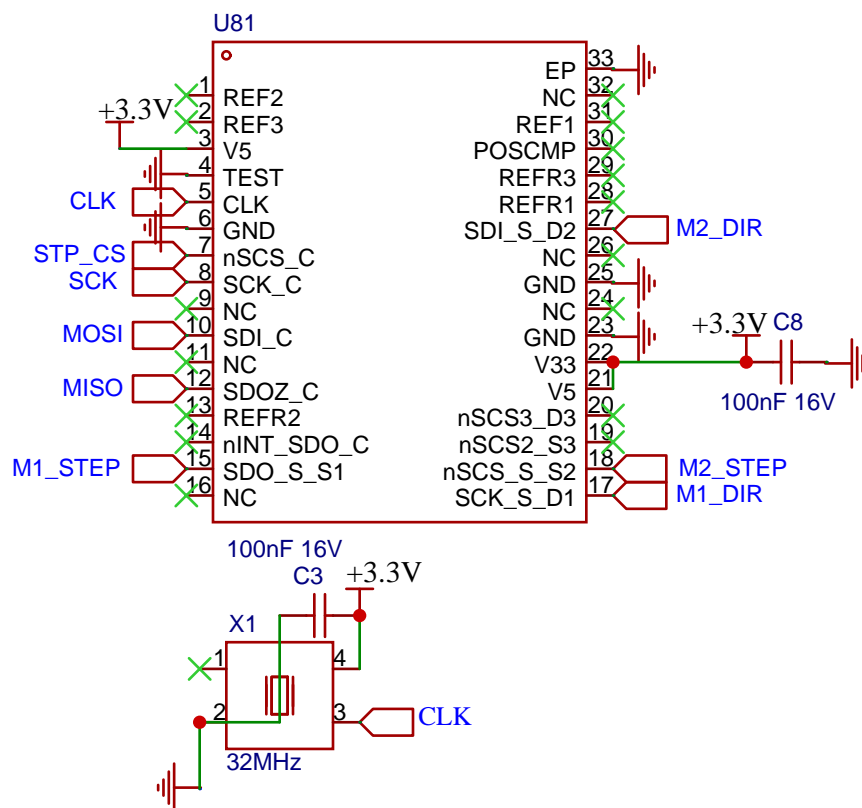 U81
33
EP
1
32
REF2
NC
+3.3V
2
31
REF3
REF1
3
30
V5
POSCMP
4
29
TEST
REFR3
CLK
5
28
CLK
REFR1
6
27
GND
SDI_S_D2
M2_DIR
STP_CS
7
26
nSCS_C
NC
SCK
8
25
SCK_C
GND
9
24
NC
NC
MOSI
10
23
SDI_C
GND
+3.3V
C8
11
22
NC
V33
MISO
12
21
SDOZ_C
V5
100nF 16V
13
20
REFR2
nSCS3_D3
14
19
nINT_SDO_C
nSCS2_S3
M1_STEP
15
18
SDO_S_S1
nSCS_S_S2
M2_STEP
16
17
NC
SCK_S_D1
M1_DIR
100nF 16V
C3
+3.3V
X1
1
4
2
3
CLK
32MHz